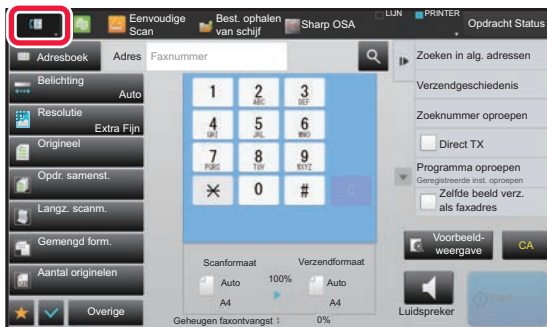 Eenvoudige Scan
Best. ophalen van schijf
Sharp OSA
LIJN
PRINTER
Opdracht Status
Adresboek
Adres
Faxnummer
Belichting
Auto
Resolutie
Extra Fijn
Origineel
Opdr. samenst.
Langz. scanm.
Gemengd form.
Aantal originelen
Overige
1
2 ABC
3 DEF
4 GHI
5 JKL
6 MNO
7 PQRS
8 TUV
9 WXYZ
0
#
C
Scanformaat
Verzendformaat
Auto
100%
Auto
A4
A4
Geheugen faxontvangst :
0%
Zoeken in alg. adressen
Verzendgeschiedenis
Zoeknummer oproepen
Direct TX
Programma oproepen
Geregistreerde inst. oproepen
Zelfde beeld verz.
als faxadres
Voorbeeld-
weergave
CA
Luidspreker
Start